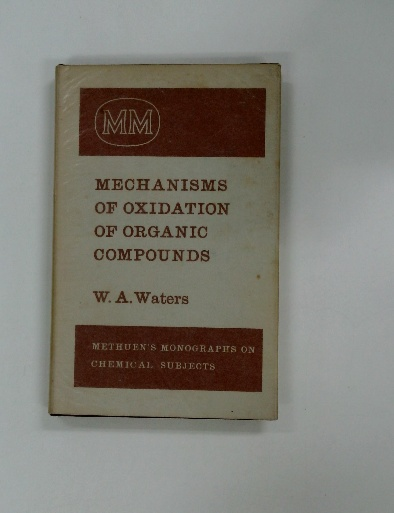 MM
MECHANISMS
OF OXIDATION
OF ORGANIC
COMPOUNDS
W. A. Waters
METHUEN'S MONOGRAPHS ON
CHEMICAL SUBJECTS